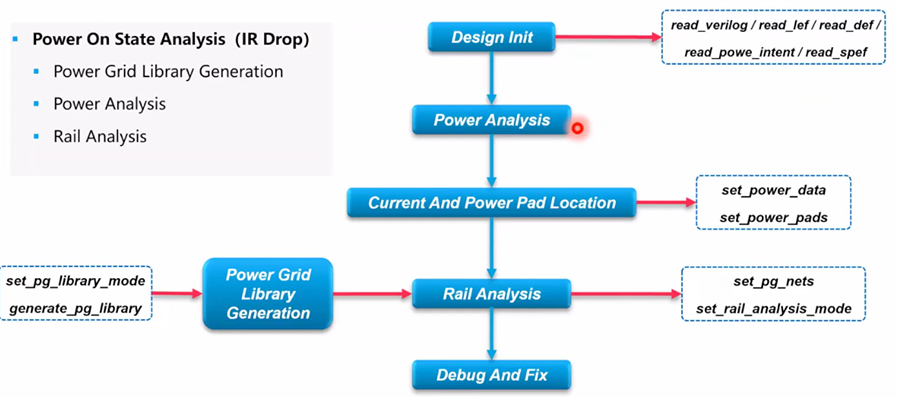 Power On State Analysis（IR Drop）
Power Grid Library Generation
Power Analysis
Rail Analysis
Design Init
read_verilog / read_lef / read_def /
read_powe_intent / read_spef
Power Analysis
Current And Power Pad Location
set_power_data
set_power_pads
set_pg_library_mode
generate_pg_library
Power Grid
Library
Generation
Rail Analysis
set_pg_nets
set_rail_analysis_mode
Debug And Fix